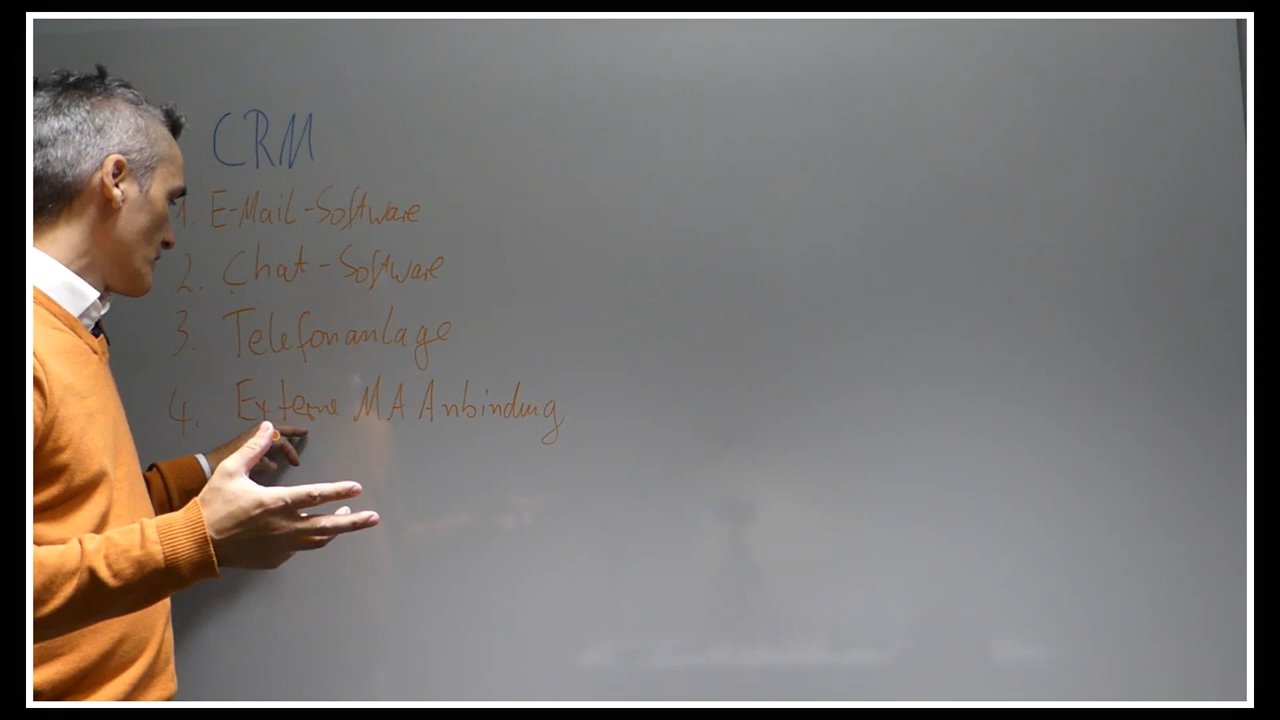 CRM
1. E-Mail-Software
2. Chat-Software
3. Telefonanlage
4. Externe MA Anbindung